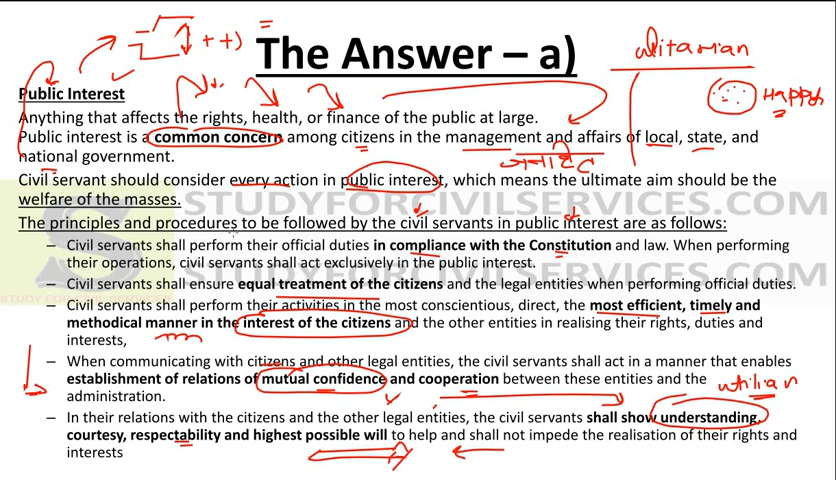 ++)
The Answer – a)
Public Interest
Happy
Anything that affects the rights, health, or finance of the public at large.
Public interest is a common concern among citizens in the management and affairs of local, state, and
national government.
Civil servant should consider every action in public interest, which means the ultimate aim should be the
welfare of the masses.
STUDYFORCIVILSERVICES.COM
The principles and procedures to be followed by the civil servants in public interest are as follows:
– Civil servants shall perform their official duties in compliance with the Constitution and law. When performing
their operations, civil servants shall act exclusively in the public interest.
STUDYFORCIVILSERVICES.COM
– Civil servants shall ensure equal treatment of the citizens and the legal entities when performing official duties.
STUDY FOR CIVIL SERVICES
– Civil servants shall perform their activities in the most conscientious, direct, the most efficient, timely and
methodical manner in the interest of the citizens and the other entities in realising their rights, duties and
interests,
– When communicating with citizens and other legal entities, the civil servants shall act in a manner that enables
establishment of relations of mutual confidence and cooperation between these entities and the
administration.
– In their relations with the citizens and the other legal entities, the civil servants shall show understanding,
courtesy, respectability and highest possible will to help and shall not impede the realisation of their rights and
interests